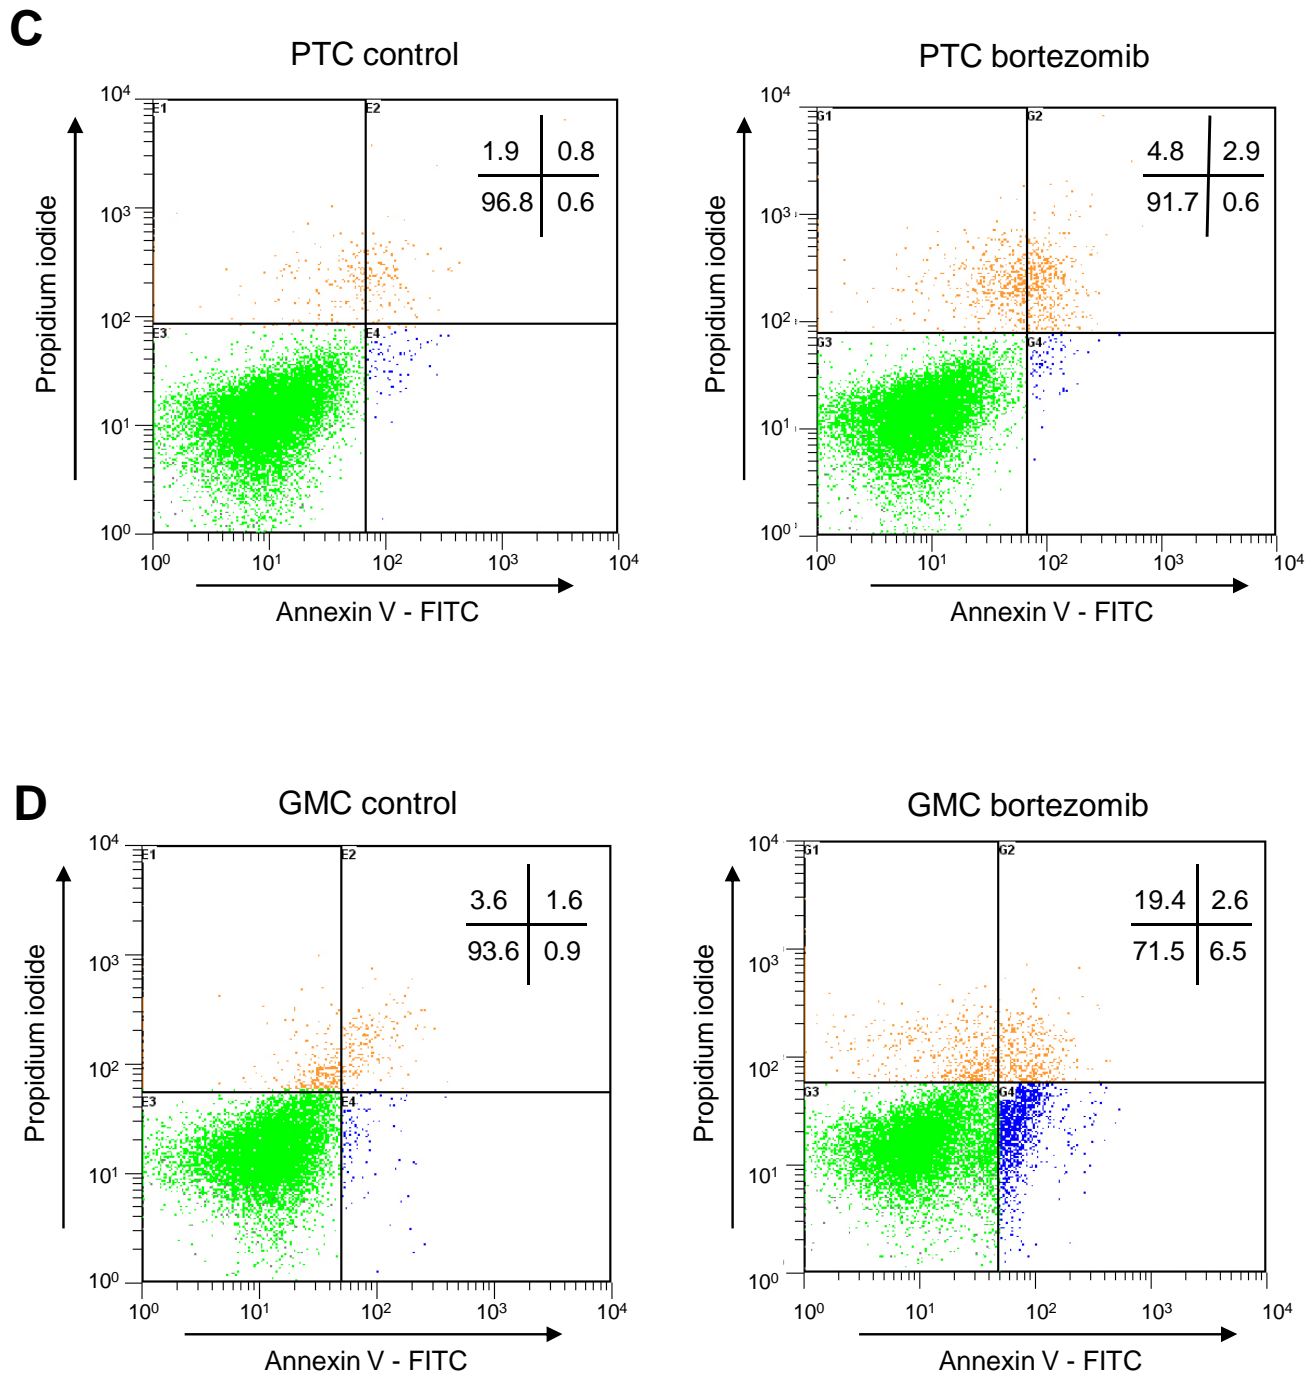 C
PTC control
PTC bortezomib
10⁴
E1
E2
1.9 0.8
96.8 0.6
10³
10²
E3
E4
10¹
10⁰
Propidium iodide
10⁰ 10¹ 10² 10³ 10⁴
Annexin V - FITC
10⁴
G1
G2
4.8 2.9
91.7 0.6
10³
10²
G3
G4
10¹
10⁰
Propidium iodide
10⁰ 10¹ 10² 10³ 10⁴
Annexin V - FITC
D
GMC control
GMC bortezomib
10⁴
E1
E2
3.6 1.6
93.6 0.9
10³
10²
E3
E4
10¹
10⁰
Propidium iodide
10⁰ 10¹ 10² 10³ 10⁴
Annexin V - FITC
10⁴
G1
G2
19.4 2.6
71.5 6.5
10³
10²
G3
G4
10¹
10⁰
Propidium iodide
10⁰ 10¹ 10² 10³ 10⁴
Annexin V - FITC